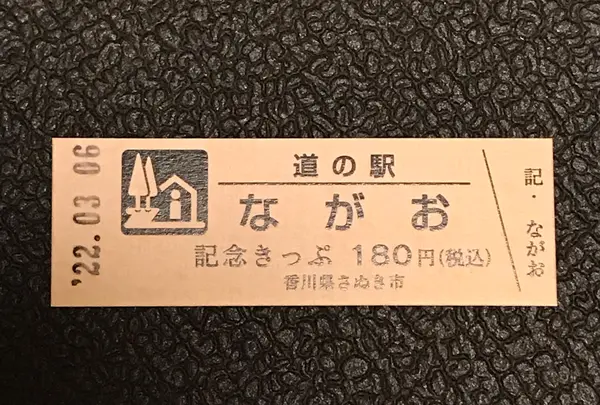 '22.03 06
道の駅
ながお
記念きっぷ 180円(税込)
香川県さぬき市
記・ながお